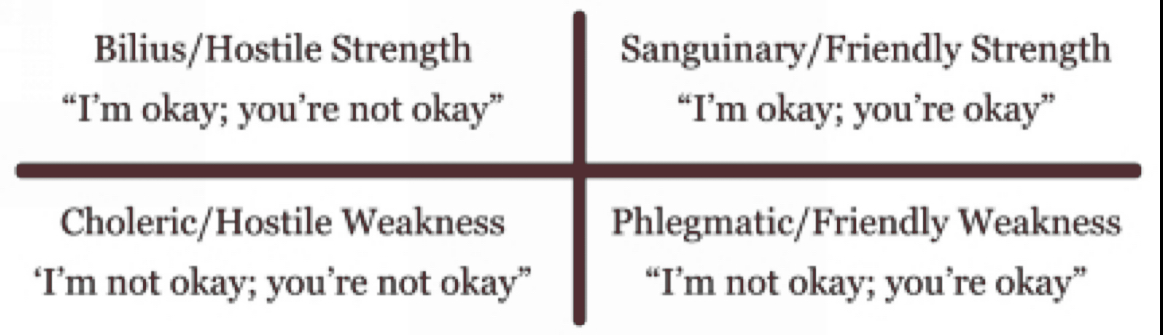 Bilius/Hostile Strength
“I’m okay; you’re not okay”
Sanguinary/Friendly Strength
“I’m okay; you’re okay”
Choleric/Hostile Weakness
‘I’m not okay; you’re not okay”
Phlegmatic/Friendly Weakness
“I’m not okay; you’re okay”